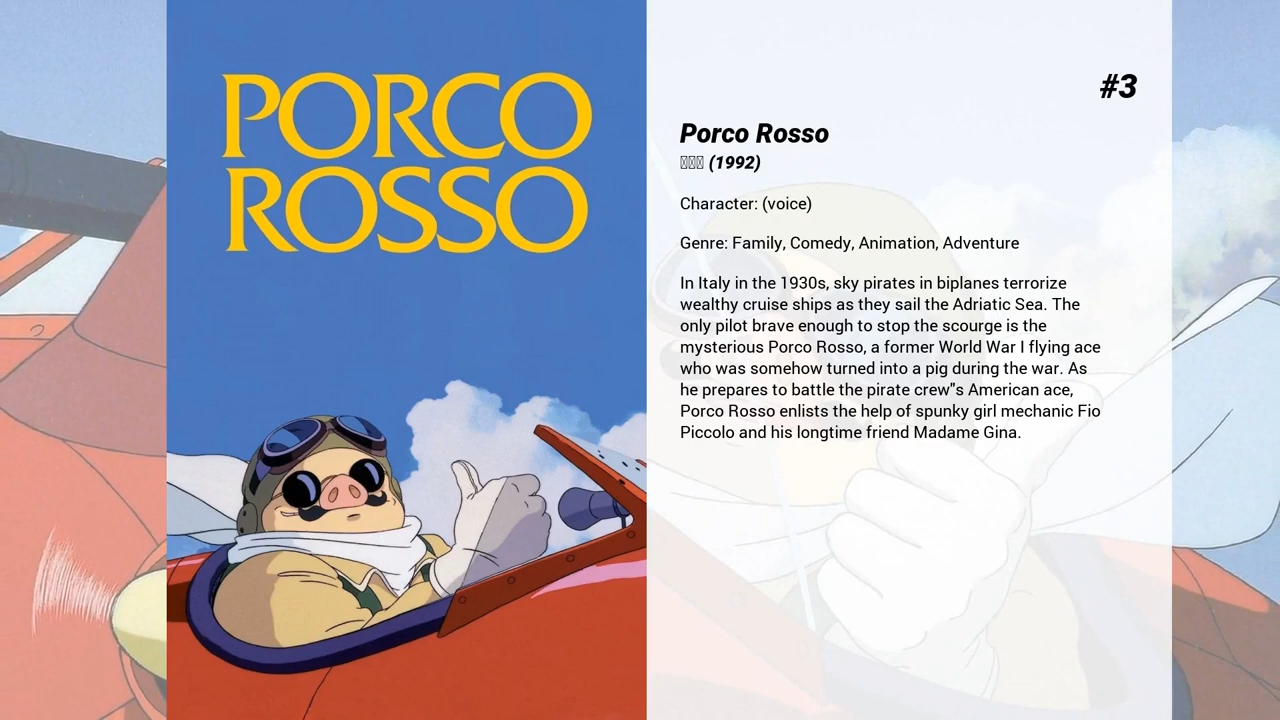 PORCO
ROSSO
#3
Porco Rosso
(1992)
Character: (voice)
Genre: Family, Comedy, Animation, Adventure
In Italy in the 1930s, sky pirates in biplanes terrorize
wealthy cruise ships as they sail the Adriatic Sea. The
only pilot brave enough to stop the scourge is the
mysterious Porco Rosso, a former World War I flying ace
who was somehow turned into a pig during the war. As
he prepares to battle the pirate crew"s American ace,
Porco Rosso enlists the help of spunky girl mechanic Fio
Piccolo and his longtime friend Madame Gina.